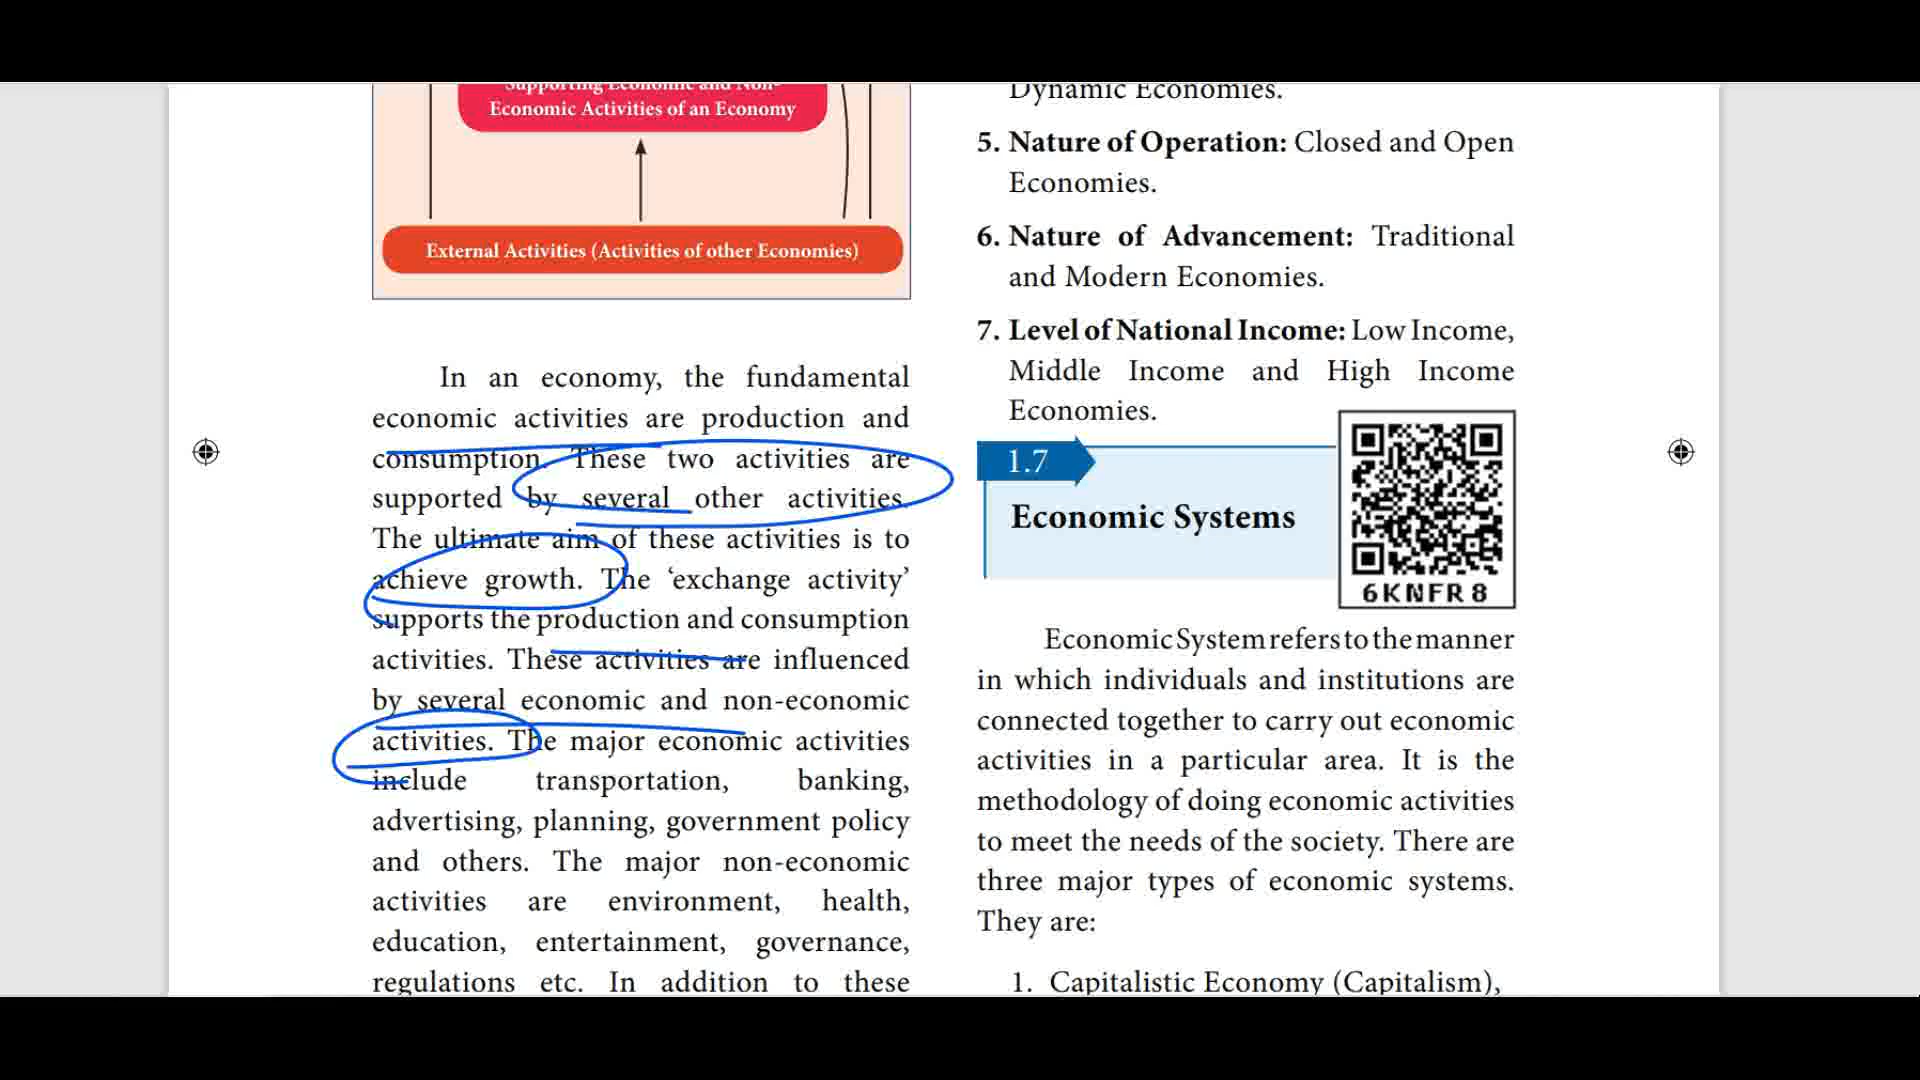 Supporting Economic and Non-
Economic Activities of an Economy
External Activities (Activities of other Economies)
In an economy, the fundamental
economic activities are production and
consumption. These two activities are
supported by several other activities.
The ultimate aim of these activities is to
achieve growth. The ‘exchange activity’
supports the production and consumption
activities. These activities are influenced
by several economic and non-economic
activities. The major economic activities
include transportation, banking,
advertising, planning, government policy
and others. The major non-economic
activities are environment, health,
education, entertainment, governance,
regulations etc. In addition to these
Dynamic Economies.
5. Nature of Operation: Closed and Open
Economies.
6. Nature of Advancement: Traditional
and Modern Economies.
7. Level of National Income: Low Income,
Middle Income and High Income
Economies.
1.7
Economic Systems
6KNFR8
Economic System refers to the manner
in which individuals and institutions are
connected together to carry out economic
activities in a particular area. It is the
methodology of doing economic activities
to meet the needs of the society. There are
three major types of economic systems.
They are:
1. Capitalistic Economy (Capitalism),